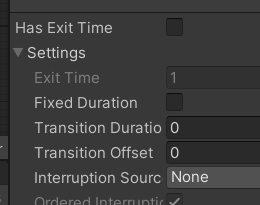 Has Exit Time
Settings
Exit Time 1
Fixed Duration
Transition Duratio 0
Transition Offset 0
Interruption Sourc None
Ordered Interruptic